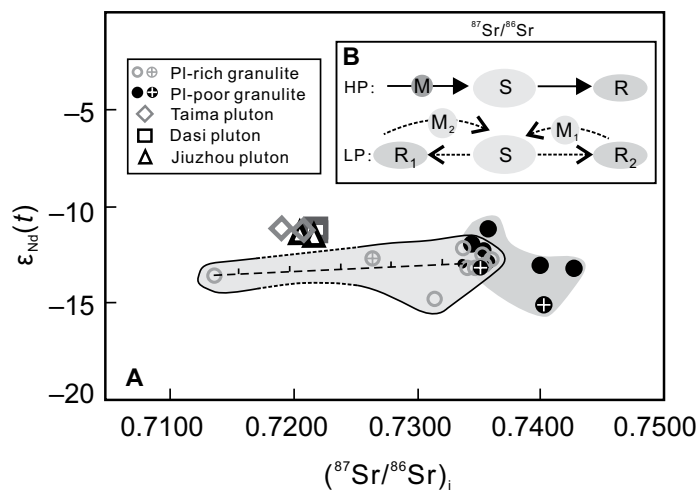 ⁸⁷Sr/⁸⁶Sr
B
HP: M S R
M₂ M₁
LP: R₁ S R₂
Pl-rich granulite
Pl-poor granulite
Taima pluton
Dasi pluton
Jiuzhou pluton
εNd(t)
–5
–10
–15
–20
A
0.7100 0.7200 0.7300 0.7400 0.7500
(⁸⁷Sr/⁸⁶Sr)i